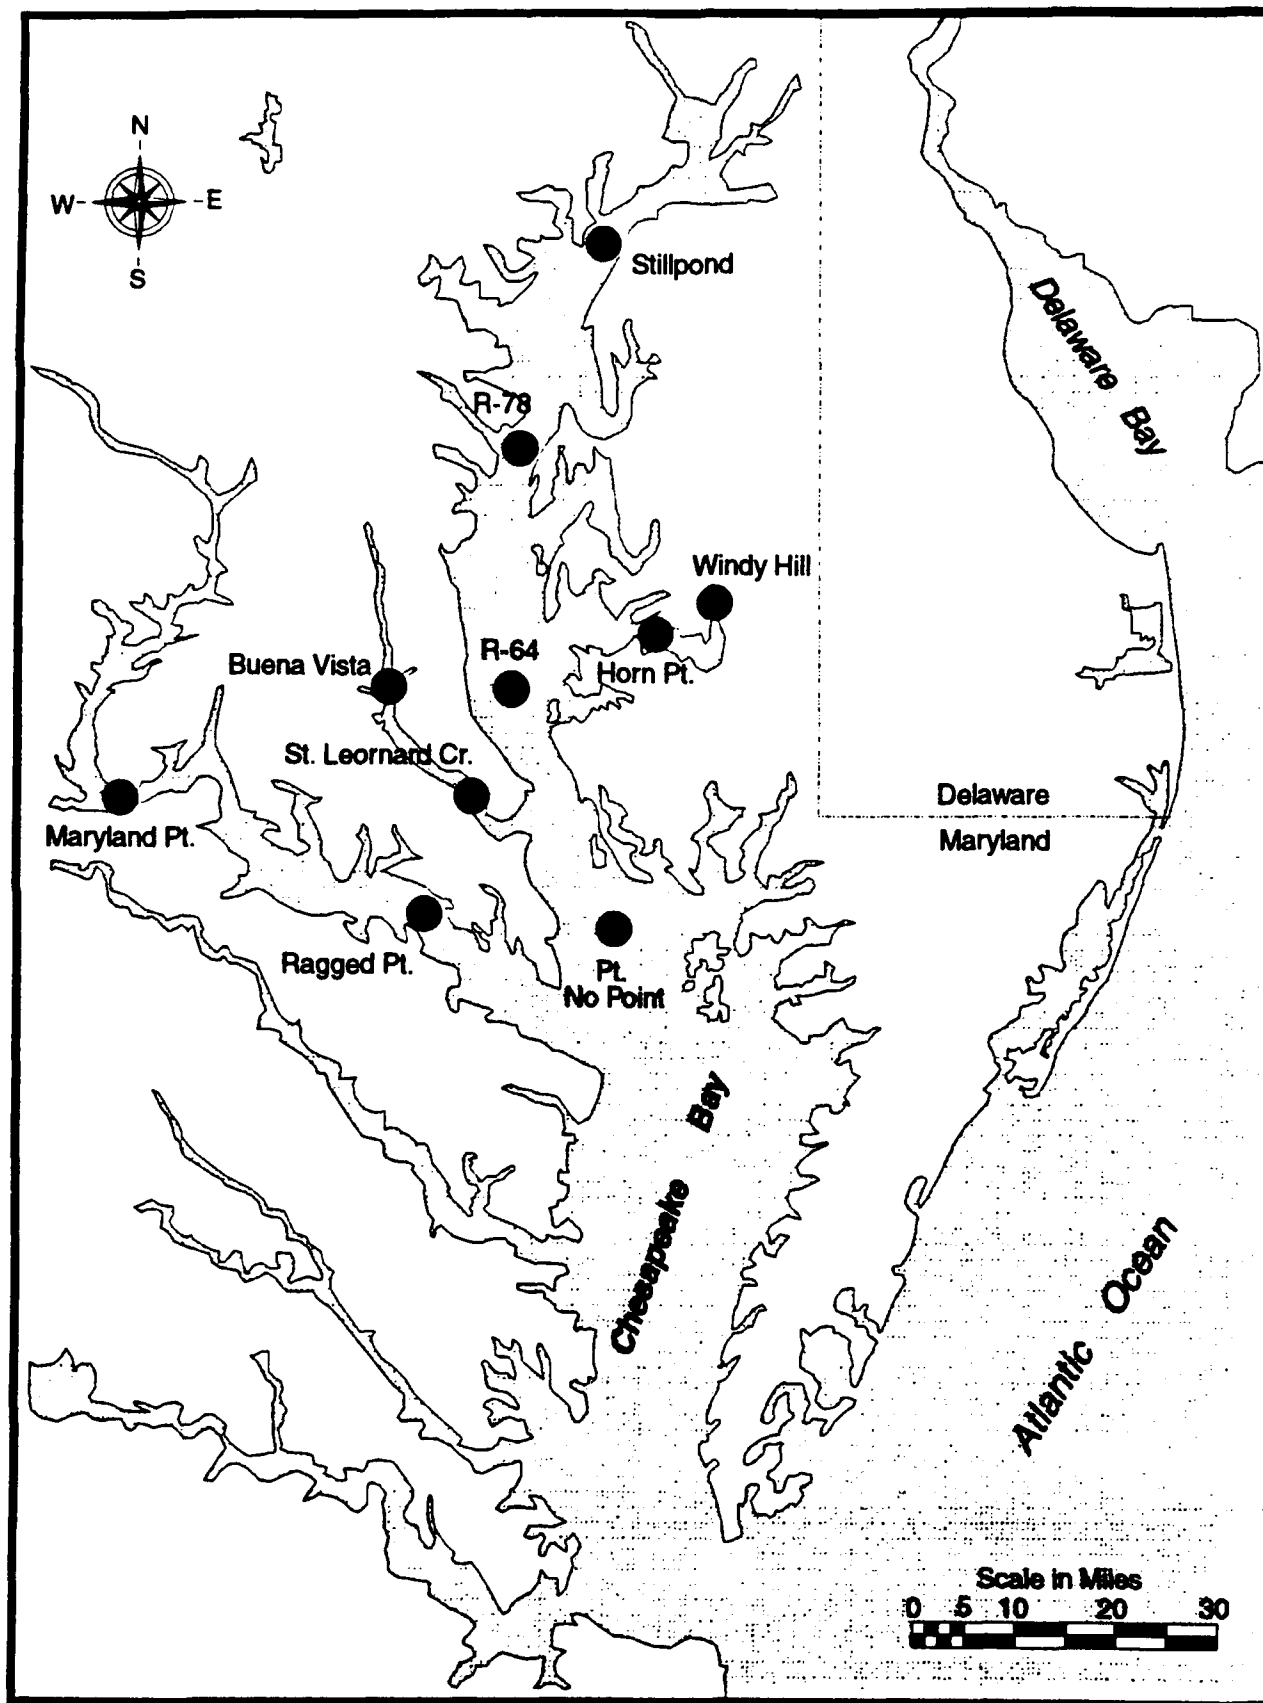 N
W
E
S
Stillpond
Delaware Bay
R-78
Windy Hill
R-64
Buena Vista
Horn Pt.
St. Leornard Cr.
Delaware
Maryland
Maryland Pt.
Ragged Pt.
Pt.
No Point
Chesapeake Bay
Atlantic Ocean
Scale in Miles
0 5 10 20 30